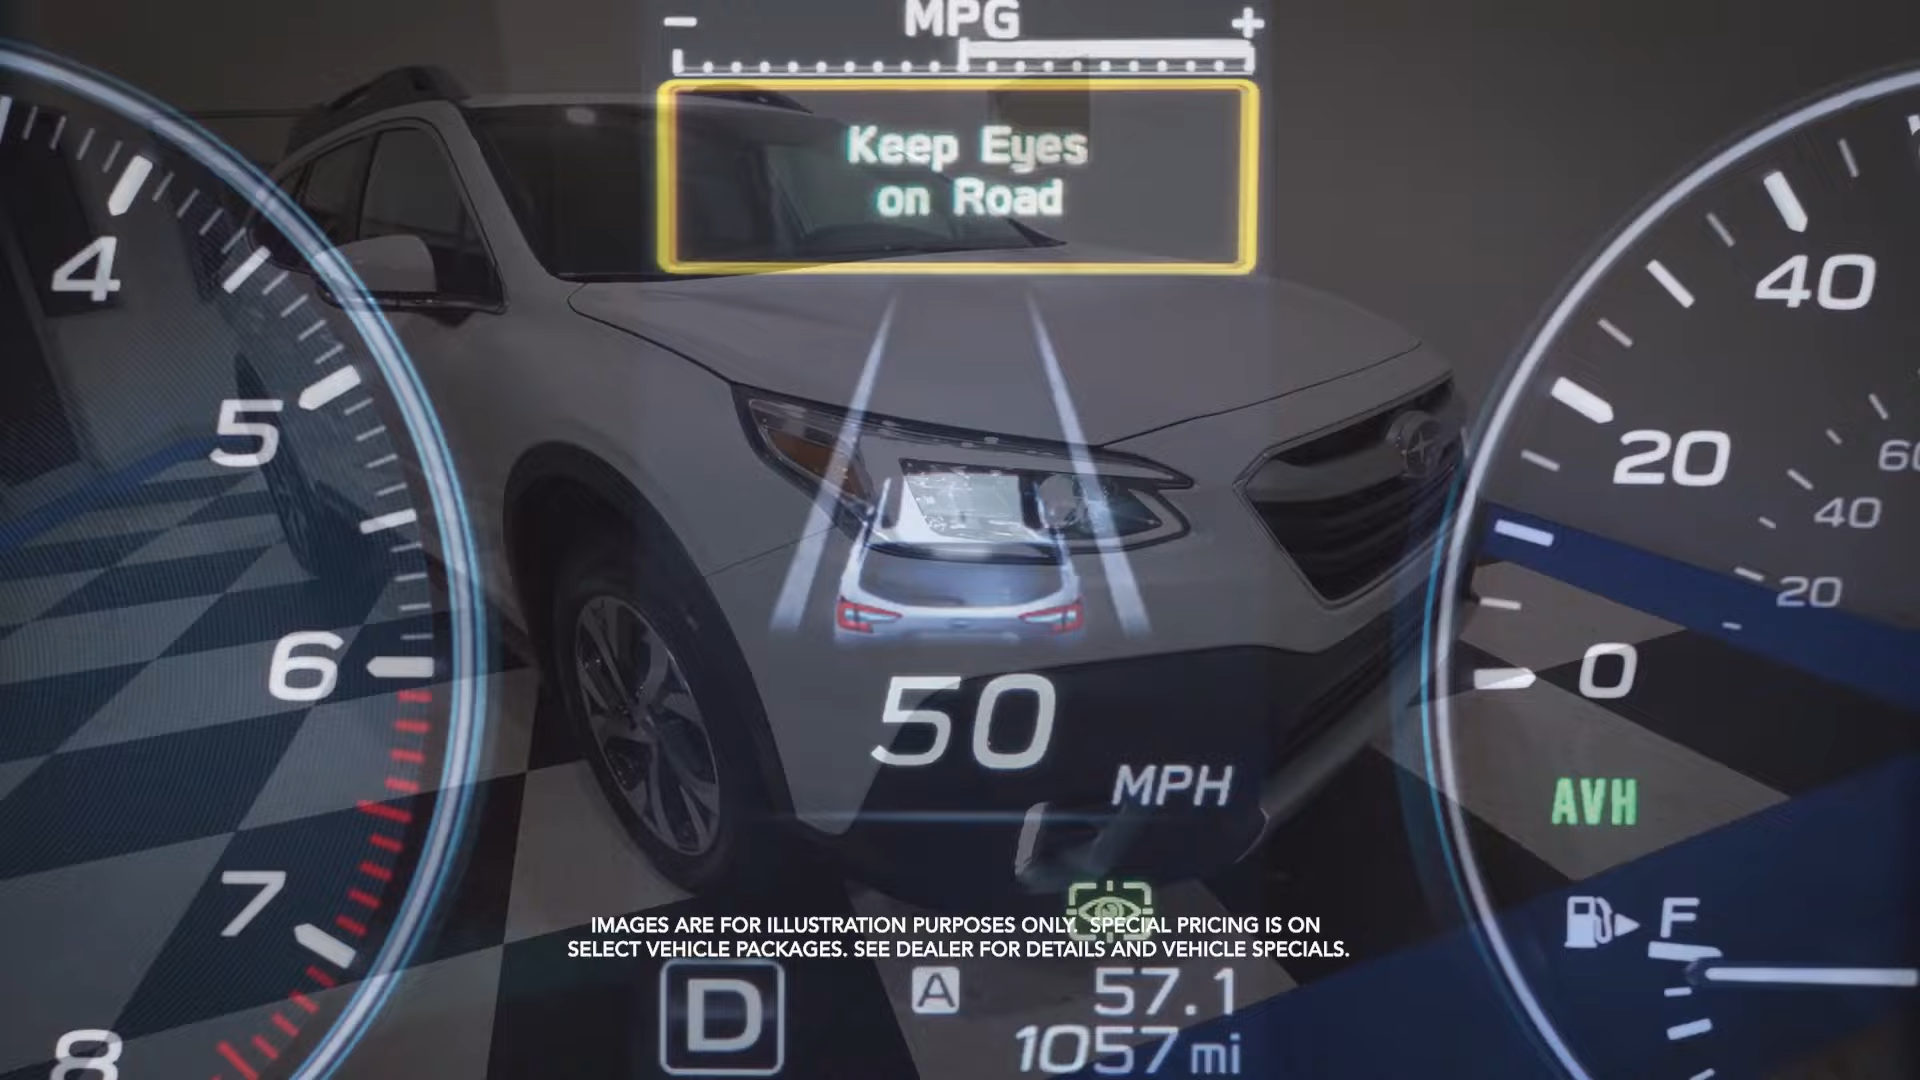 − MPG +
Keep Eyes
on Road
4
5
6
7
8
40
20
0
60
40
20
50
MPH
AVH
F
IMAGES ARE FOR ILLUSTRATION PURPOSES ONLY. SPECIAL PRICING IS ON
SELECT VEHICLE PACKAGES. SEE DEALER FOR DETAILS AND VEHICLE SPECIALS.
D
A 57.1
1057 mi